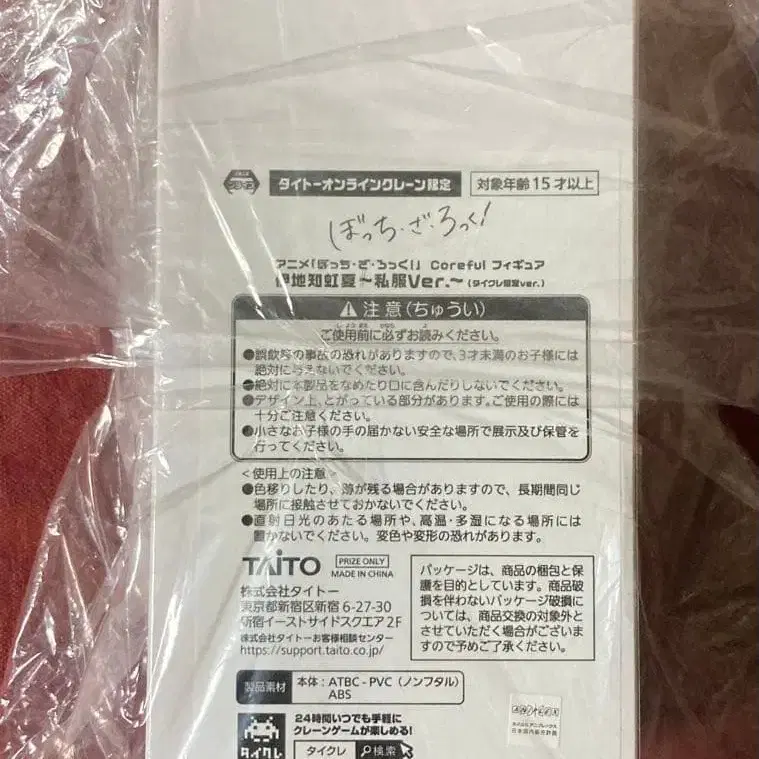 タイトーオンラインクレーン限定
対象年齢15才以上
ぼっち・ざ・ろっく!
アニメ「ぼっち・ざ・ろっく!」 Coreful フィギュア
伊地知虹夏～私服Ver.～(タイクレ限定ver.)
注意(ちゅうい)
ご使用前に必ずお読みください。
●誤飲等の事故の恐れがありますので、3才未満のお子様には
絶対に与えないでください。
●絶対に本製品をなめたり口に含んだりしないでください。
●デザイン上、とがっている部分があります。ご使用の際には
十分ご注意ください。
●小さなお子様の手の届かない安全な場所で展示及び保管を
行ってください。
＜使用上の注意＞
●色移りしたり、跡が残る場合がありますので、長期間同じ
場所に接触させておかないでください。
●直射日光のあたる場所や、高温・多湿になる場所には
置かないでください。変色や変形の恐れがあります。
TAITO
PRIZE ONLY
MADE IN CHINA
株式会社タイトー
東京都新宿区新宿 6-27-30
新宿イーストサイドスクエア 2F
株式会社タイトーお客様相談センター
https://support.taito.co.jp/
パッケージは、商品の梱包と保
護を目的としています。商品破
損を伴わないパッケージ破損に
ついては、商品交換の対象外と
させていただく場合がございま
すので予めご了承ください。
製品素材
本体：ATBC-PVC（ノンフタル）
ABS
24時間いつでも手軽に
クレーンゲームが楽しめる!
タイクレ
タイクレ
検索
日本国内販売許諾